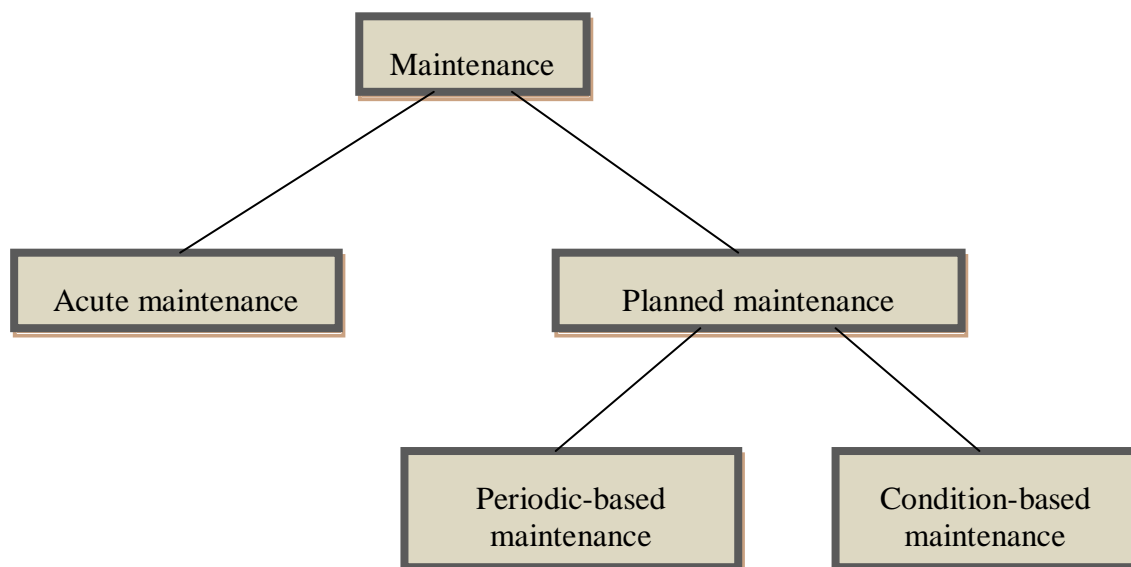 Maintenance
Acute maintenance
Planned maintenance
Periodic-based
maintenance
Condition-based
maintenance